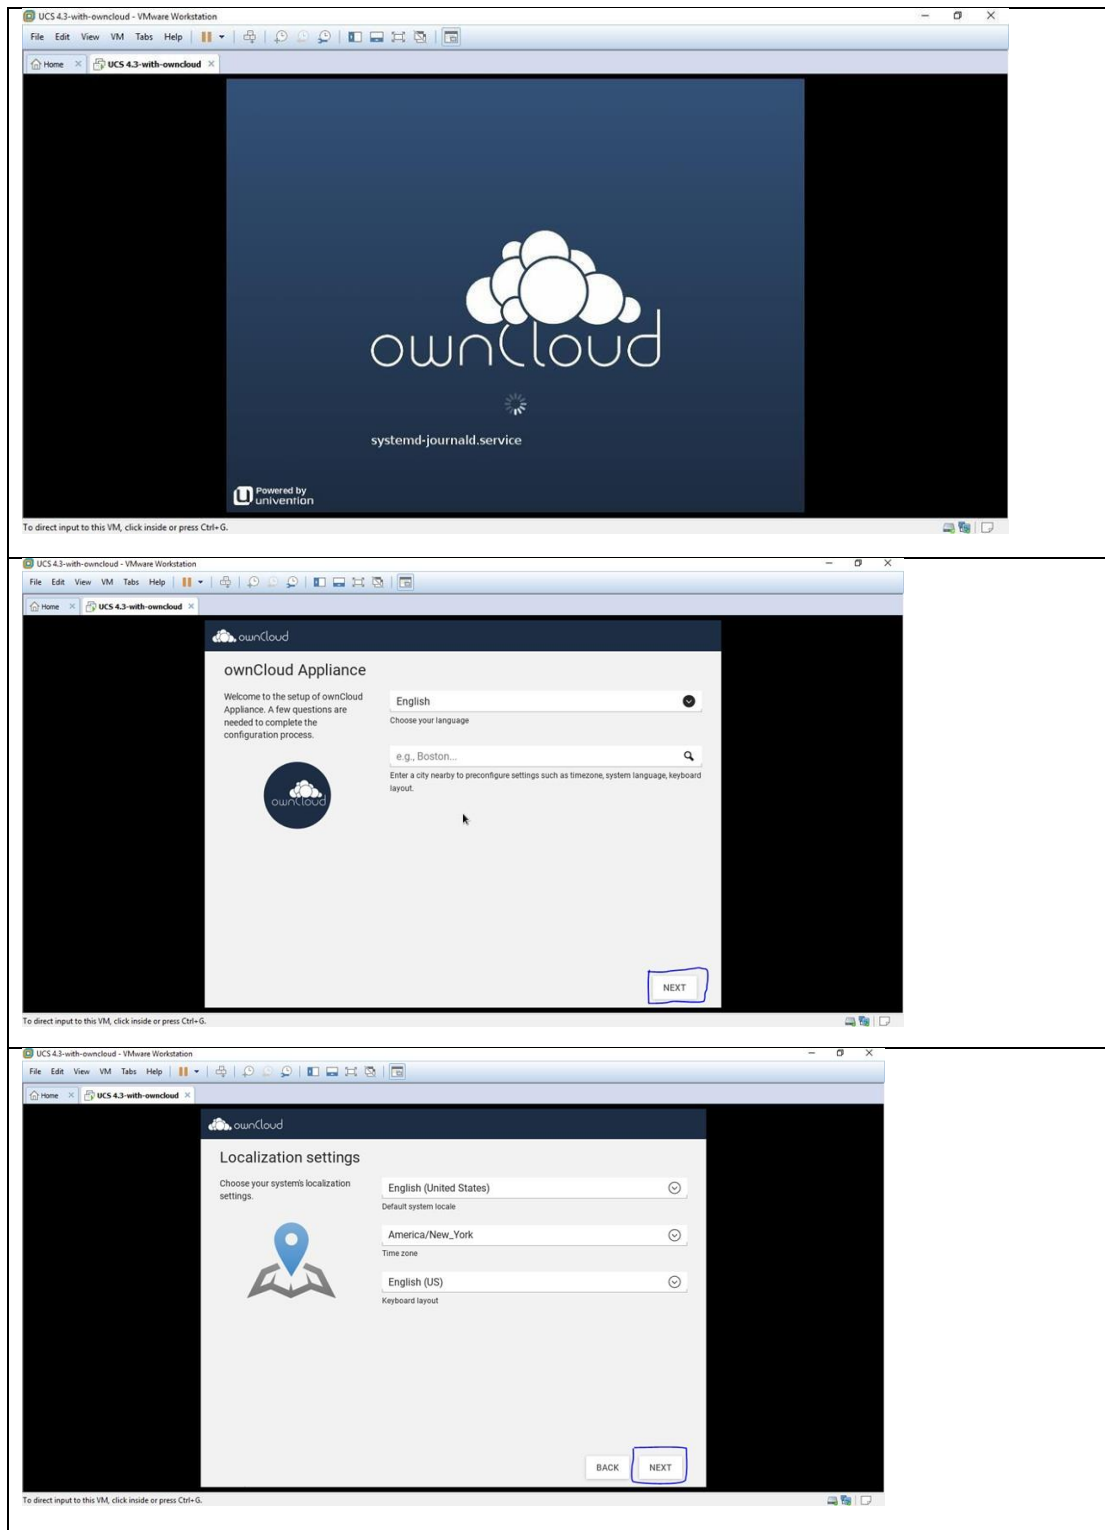 UCS 4.3-with-owncloud - VMware Workstation
File Edit View VM Tabs Help
Home UCS 4.3-with-owncloud
ownCloud
systemd-journald.service
Powered by
univention
To direct input to this VM, click inside or press Ctrl+G.
UCS 4.3-with-owncloud - VMware Workstation
File Edit View VM Tabs Help
Home UCS 4.3-with-owncloud
ownCloud
ownCloud Appliance
Welcome to the setup of ownCloud
Appliance. A few questions are
needed to complete the
configuration process.
ownCloud
English
Choose your language
e.g., Boston...
Enter a city nearby to preconfigure settings such as timezone, system language, keyboard
layout.
NEXT
To direct input to this VM, click inside or press Ctrl+G.
UCS 4.3-with-owncloud - VMware Workstation
File Edit View VM Tabs Help
Home UCS 4.3-with-owncloud
ownCloud
Localization settings
Choose your system's localization
settings.
English (United States)
Default system locale
America/New_York
Time zone
English (US)
Keyboard layout
BACK NEXT
To direct input to this VM, click inside or press Ctrl+G.